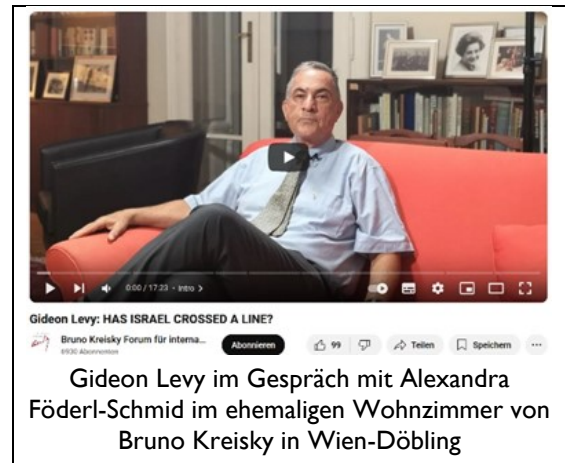 0:00 / 17:23 • Intro >
Gideon Levy: HAS ISRAEL CROSSED A LINE?
Bruno Kreisky Forum für interna...
6930 Abonnenten
Abonnieren
99
Teilen
Speichern
Gideon Levy im Gespräch mit Alexandra
Föderl-Schmid im ehemaligen Wohnzimmer von
Bruno Kreisky in Wien-Döbling